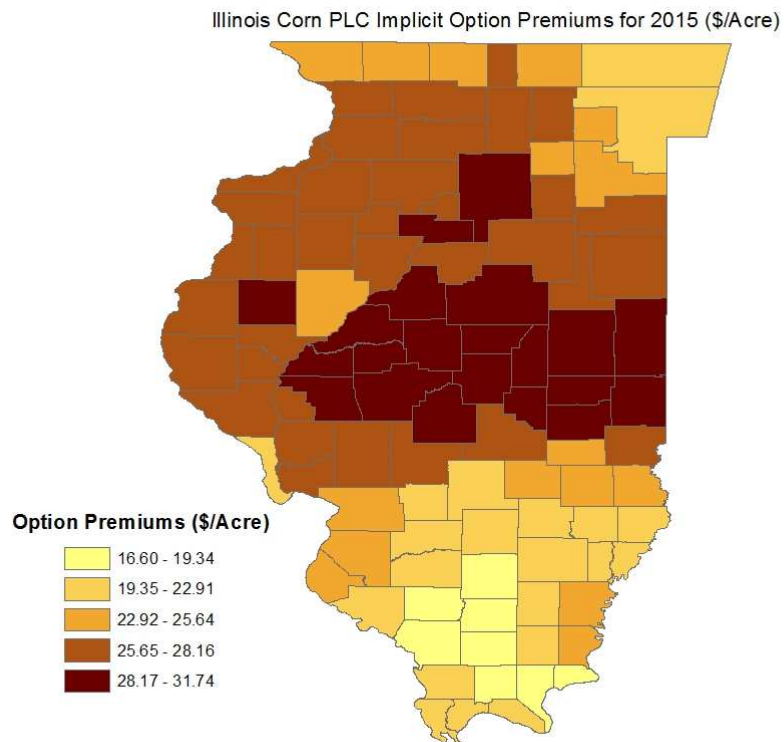 Illinois Corn PLC Implicit Option Premiums for 2015 ($/Acre)
Option Premiums ($/Acre)
16.60 - 19.34
19.35 - 22.91
22.92 - 25.64
25.65 - 28.16
28.17 - 31.74